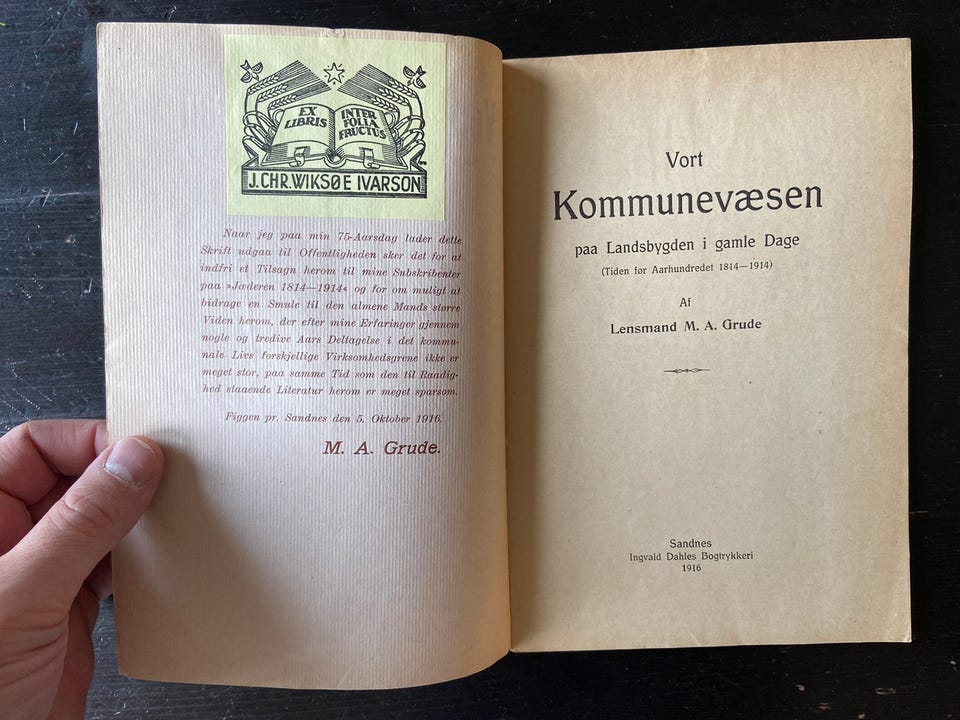 EX
LIBRIS
INTER
FOLIA
FRUCTUS
J.CHR.WIKSØE IVARSON
Naar jeg paa min 75-Aarsdag lader dette
Skrift udgaa til Offentligheden sker det for at
indfri et Tilsagn herom til mine Subskribenter
paa »Jæderen 1814—1914« og for om muligt at
bidrage en Smule til den almene Mands større
Viden herom, der efter mine Erfaringer gjennem
nogle og tredive Aars Deltagelse i det kommu-
nale Livs forskjellige Virksomhedsgrene ikke er
meget stor, paa samme Tid som den til Raadig-
hed staaende Literatur herom er meget sparsom.
Figgen pr. Sandnes den 5. Oktober 1916.
M. A. Grude.
Vort
Kommunevæsen
paa Landsbygden i gamle Dage
(Tiden før Aarhundredet 1814—1914)
Af
Lensmand M. A. Grude
Sandnes
Ingvald Dahles Bogtrykkeri
1916